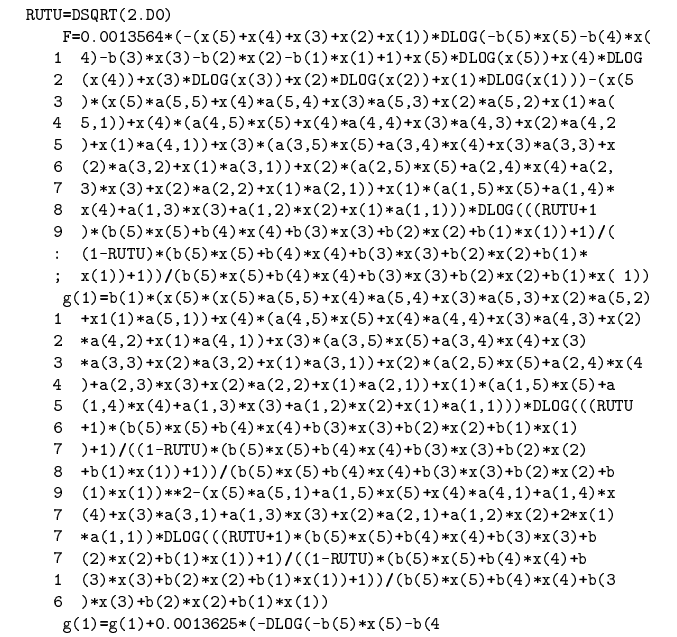 RUTU=DSQRT(2.D0)
F=0.0013564*(-(x(5)+x(4)+x(3)+x(2)+x(1))*DLOG(-b(5)*x(5)-b(4)*x(
1 4)-b(3)*x(3)-b(2)*x(2)-b(1)*x(1)+1)+x(5)*DLOG(x(5))+x(4)*DLOG
2 (x(4))+x(3)*DLOG(x(3))+x(2)*DLOG(x(2))+x(1)*DLOG(x(1)))-(x(5
3 )*(x(5)*a(5,5)+x(4)*a(5,4)+x(3)*a(5,3)+x(2)*a(5,2)+x(1)*a(
4 5,1))+x(4)*(a(4,5)*x(5)+x(4)*a(4,4)+x(3)*a(4,3)+x(2)*a(4,2
5 )+x(1)*a(4,1))+x(3)*(a(3,5)*x(5)+a(3,4)*x(4)+x(3)*a(3,3)+x
6 (2)*a(3,2)+x(1)*a(3,1))+x(2)*(a(2,5)*x(5)+a(2,4)*x(4)+a(2,
7 3)*x(3)+x(2)*a(2,2)+x(1)*a(2,1))+x(1)*(a(1,5)*x(5)+a(1,4)*
8 x(4)+a(1,3)*x(3)+a(1,2)*x(2)+x(1)*a(1,1)))*DLOG(((RUTU+1
9 )*(b(5)*x(5)+b(4)*x(4)+b(3)*x(3)+b(2)*x(2)+b(1)*x(1))+1)/(
: (1-RUTU)*(b(5)*x(5)+b(4)*x(4)+b(3)*x(3)+b(2)*x(2)+b(1)*
; x(1))+1))/(b(5)*x(5)+b(4)*x(4)+b(3)*x(3)+b(2)*x(2)+b(1)*x( 1))
g(1)=b(1)*(x(5)*(x(5)*a(5,5)+x(4)*a(5,4)+x(3)*a(5,3)+x(2)*a(5,2)
1 +x1(1)*a(5,1))+x(4)*(a(4,5)*x(5)+x(4)*a(4,4)+x(3)*a(4,3)+x(2)
2 *a(4,2)+x(1)*a(4,1))+x(3)*(a(3,5)*x(5)+a(3,4)*x(4)+x(3)
3 *a(3,3)+x(2)*a(3,2)+x(1)*a(3,1))+x(2)*(a(2,5)*x(5)+a(2,4)*x(4
4 )+a(2,3)*x(3)+x(2)*a(2,2)+x(1)*a(2,1))+x(1)*(a(1,5)*x(5)+a
5 (1,4)*x(4)+a(1,3)*x(3)+a(1,2)*x(2)+x(1)*a(1,1)))*DLOG(((RUTU
6 +1)*(b(5)*x(5)+b(4)*x(4)+b(3)*x(3)+b(2)*x(2)+b(1)*x(1)
7 )+1)/((1-RUTU)*(b(5)*x(5)+b(4)*x(4)+b(3)*x(3)+b(2)*x(2)
8 +b(1)*x(1))+1))/(b(5)*x(5)+b(4)*x(4)+b(3)*x(3)+b(2)*x(2)+b
9 (1)*x(1))**2-(x(5)*a(5,1)+a(1,5)*x(5)+x(4)*a(4,1)+a(1,4)*x
7 (4)+x(3)*a(3,1)+a(1,3)*x(3)+x(2)*a(2,1)+a(1,2)*x(2)+2*x(1)
7 *a(1,1))*DLOG(((RUTU+1)*(b(5)*x(5)+b(4)*x(4)+b(3)*x(3)+b
7 (2)*x(2)+b(1)*x(1))+1)/((1-RUTU)*(b(5)*x(5)+b(4)*x(4)+b
1 (3)*x(3)+b(2)*x(2)+b(1)*x(1))+1))/(b(5)*x(5)+b(4)*x(4)+b(3
6 )*x(3)+b(2)*x(2)+b(1)*x(1))
g(1)=g(1)+0.0013625*(-DLOG(-b(5)*x(5)-b(4